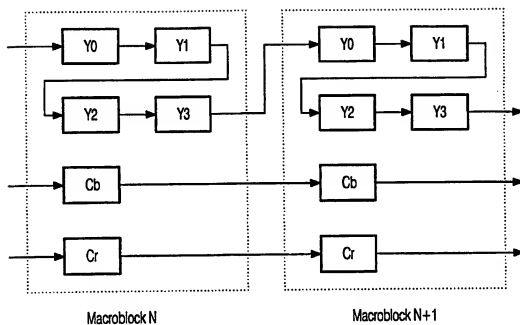 Y0 Y1 Y0 Y1
Y2 Y3 Y2 Y3
Cb Cb
Cr Cr
Macroblock N Macroblock N+1